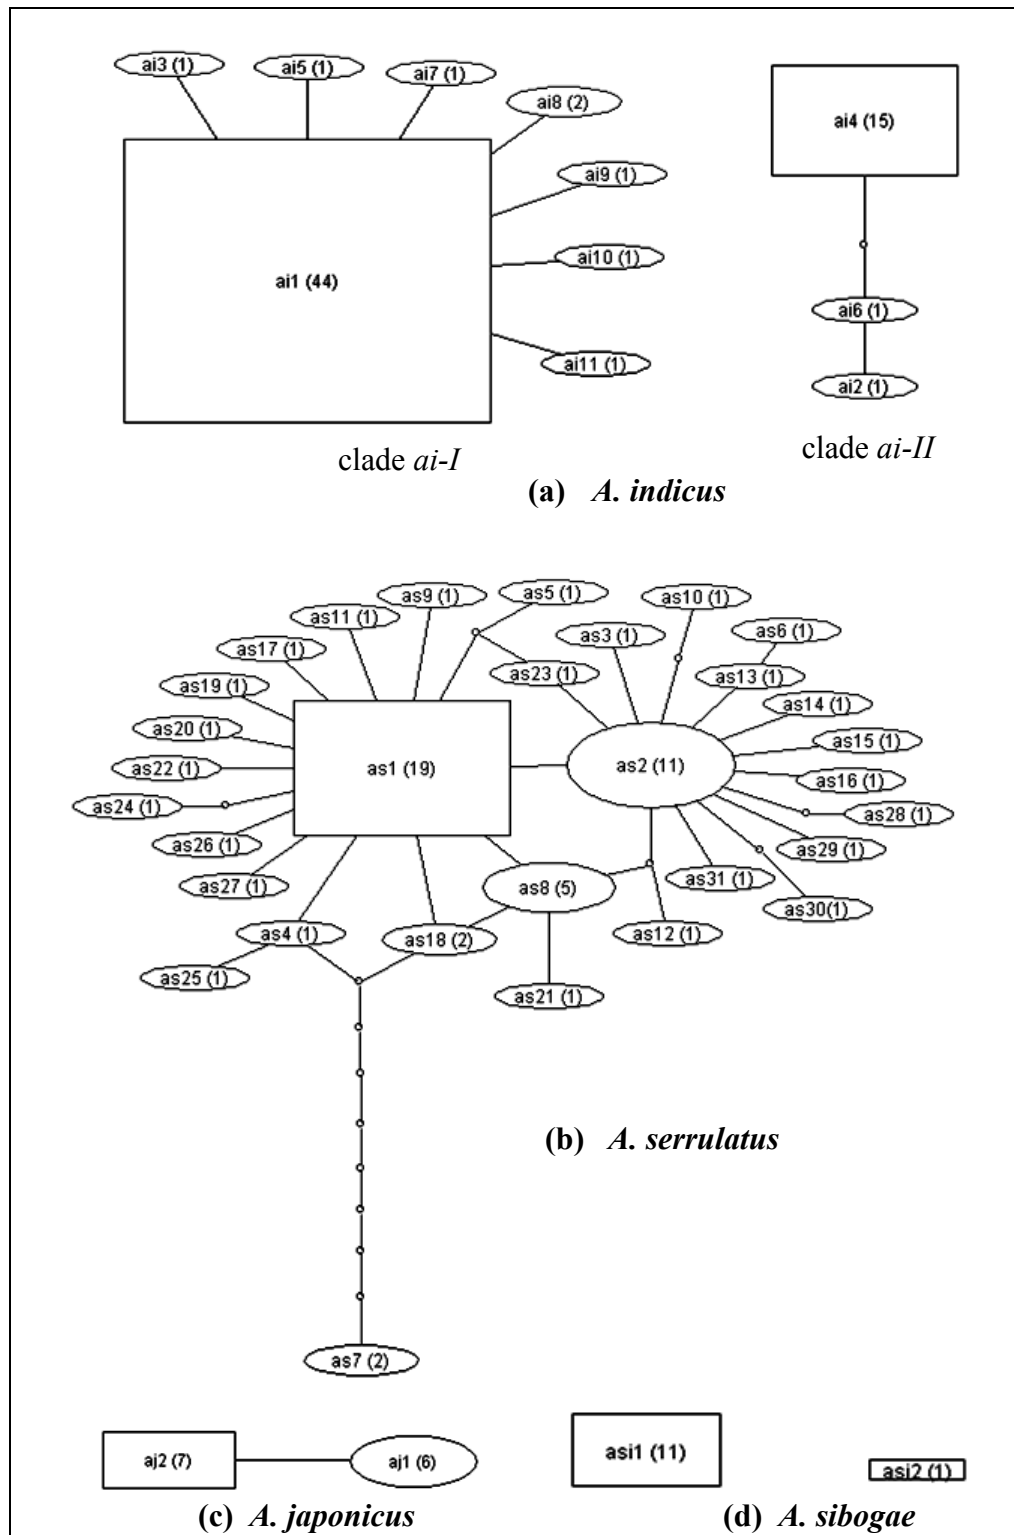 ai3 (1)
ai5 (1)
ai7 (1)
ai8 (2)
ai9 (1)
ai10 (1)
ai11 (1)
ai1 (44)
clade ai-I
ai4 (15)
ai6 (1)
ai2 (1)
clade ai-II
(a) A. indicus
as9 (1)
as5 (1)
as10 (1)
as11 (1)
as3 (1)
as6 (1)
as17 (1)
as23 (1)
as13 (1)
as19 (1)
as14 (1)
as20 (1)
as15 (1)
as22 (1)
as1 (19)
as2 (11)
as16 (1)
as24 (1)
as28 (1)
as26 (1)
as29 (1)
as27 (1)
as8 (5)
as31 (1)
as30(1)
as4 (1)
as18 (2)
as12 (1)
as25 (1)
as21 (1)
(b) A. serrulatus
as7 (2)
aj2 (7)
aj1 (6)
(c) A. japonicus
asi1 (11)
asi2 (1)
(d) A. sibogae